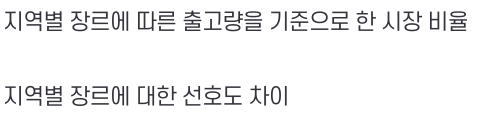 지역별 장르에 따른 출고량을 기준으로 한 시장 비율
지역별 장르에 대한 선호도 차이